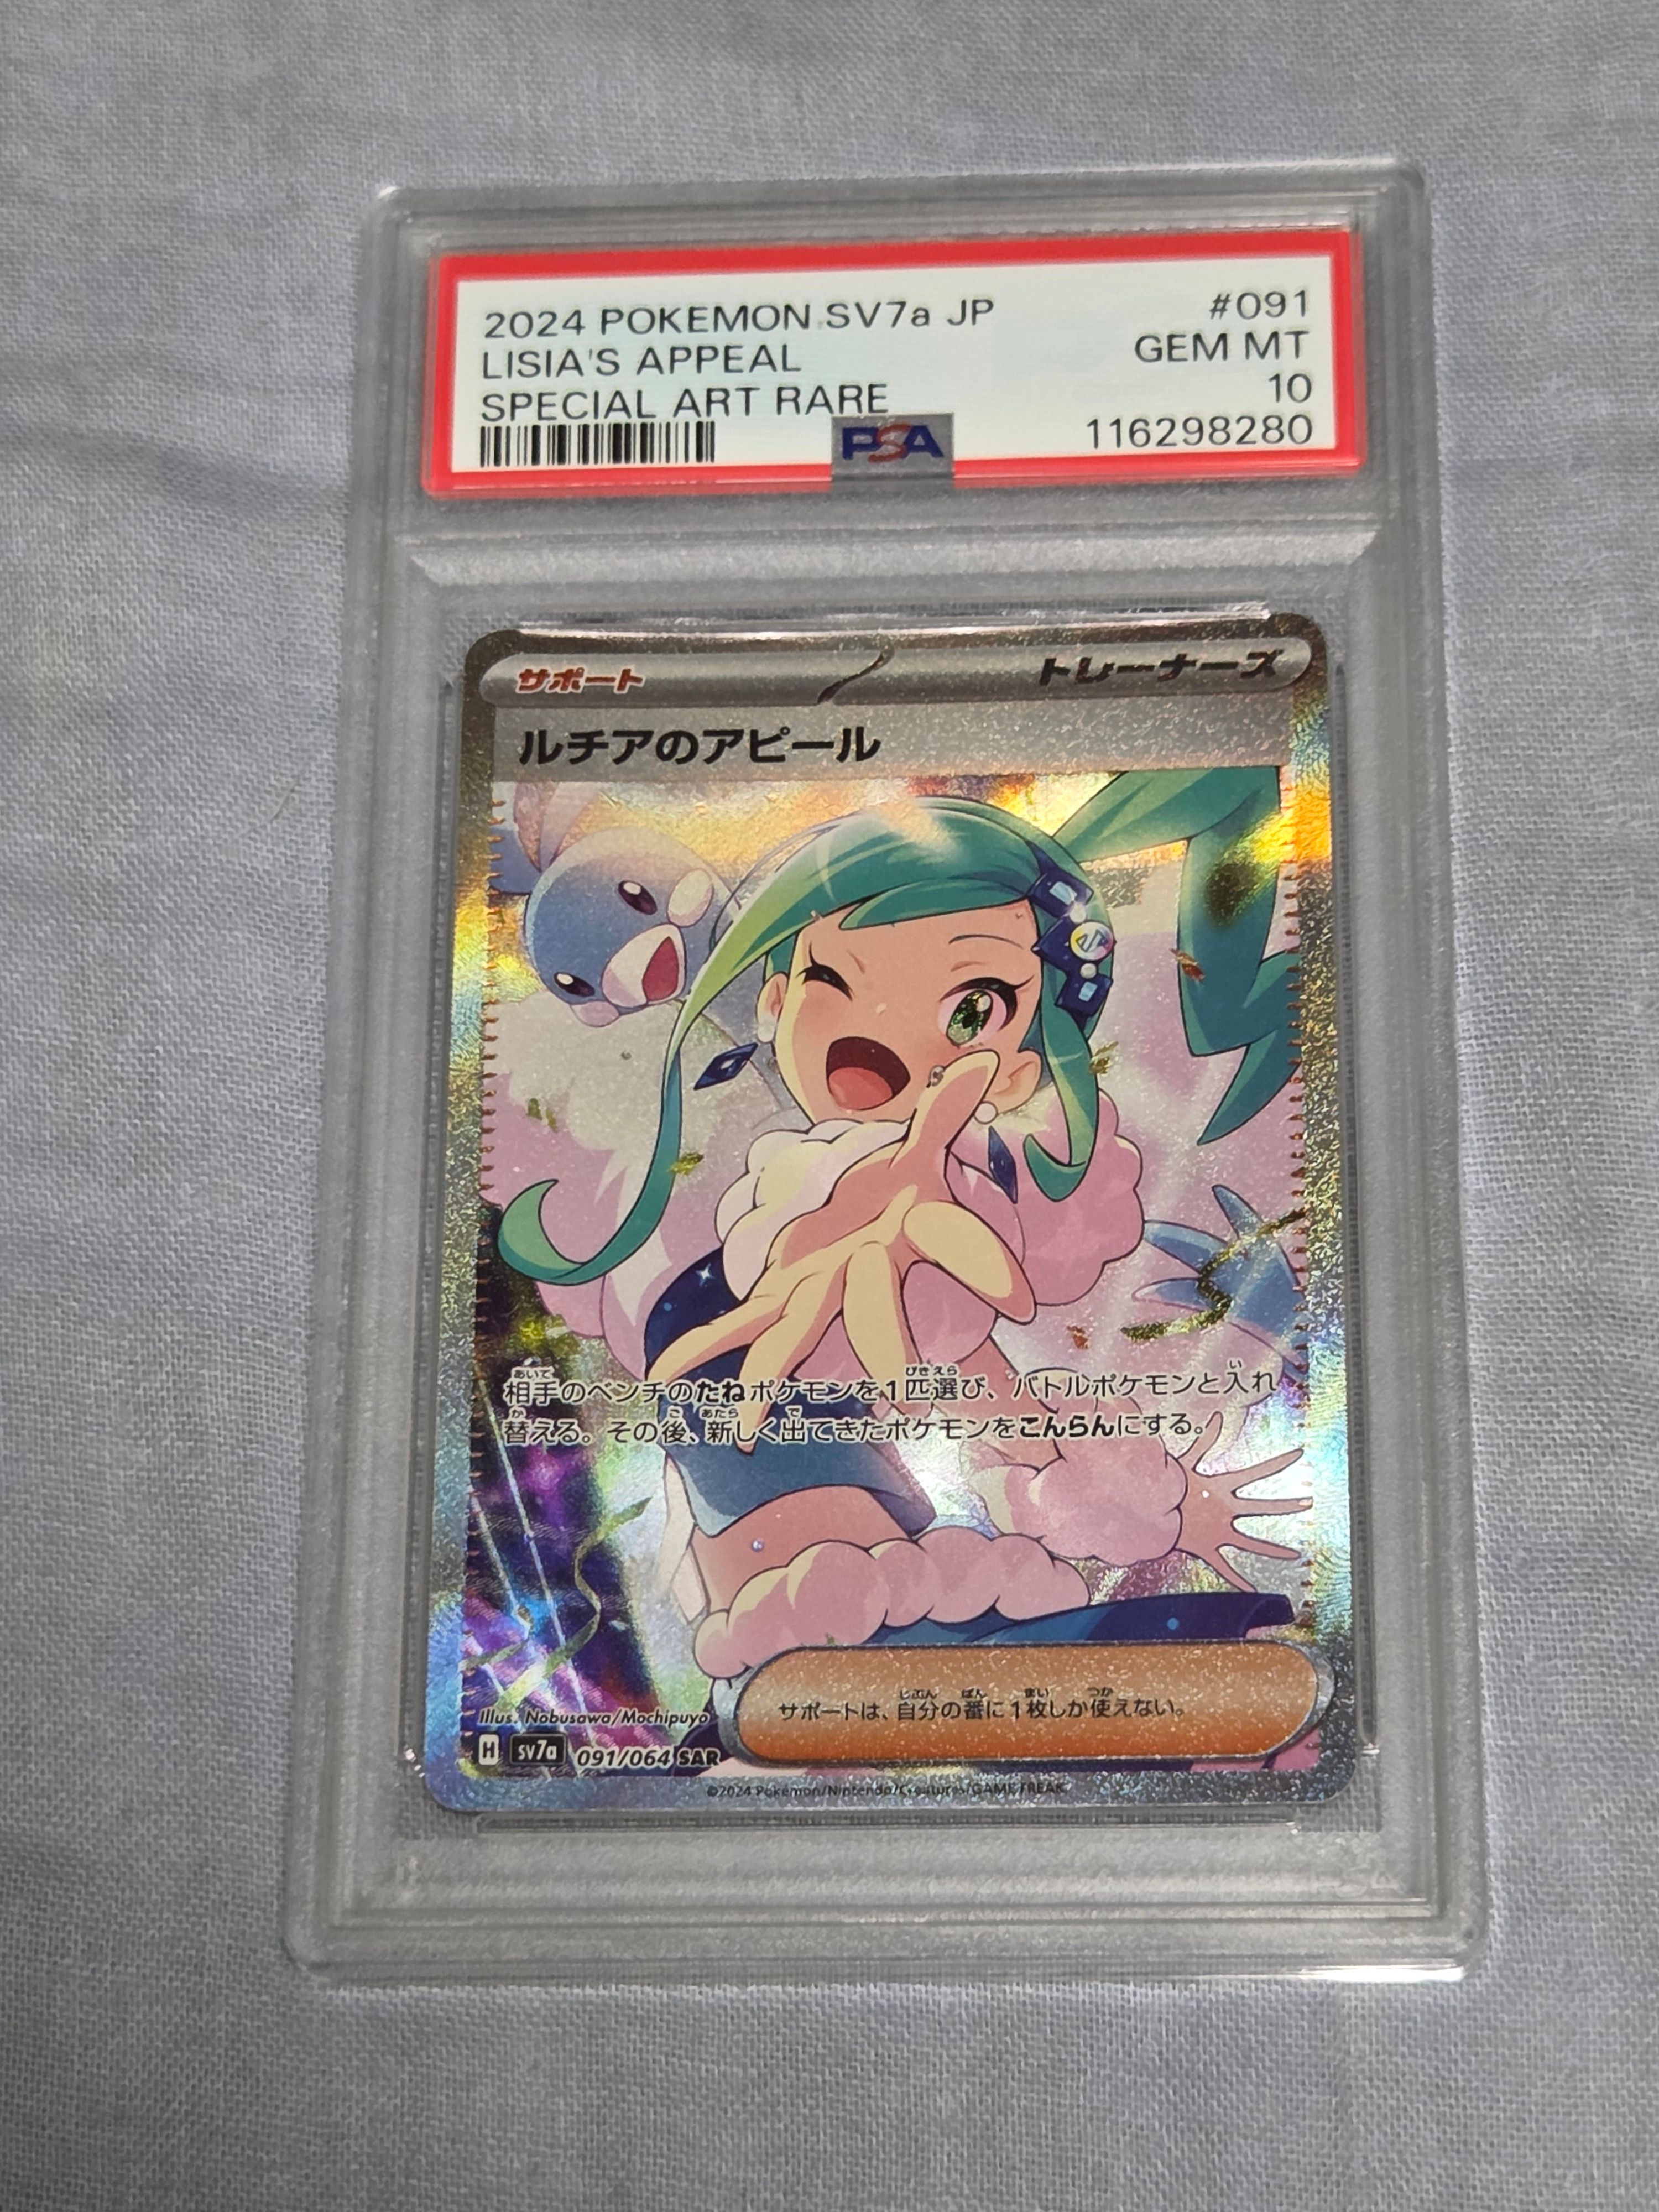 2024 POKEMON SV7a JP #091
LISIA'S APPEAL GEM MT
SPECIAL ART RARE 10
PSA 116298280
サポート トレーナーズ
ルチアのアピール
相手のベンチのたねポケモンを1匹選び、バトルポケモンと入れ
替える。その後、新しく出てきたポケモンをこんらんにする。
サポートは、自分の番に1枚しか使えない。
Illus. Nobusawa/Mochipuyo
H SV7a 091/064 SAR
©2024 Pokémon/Nintendo/Creatures/GAME FREAK